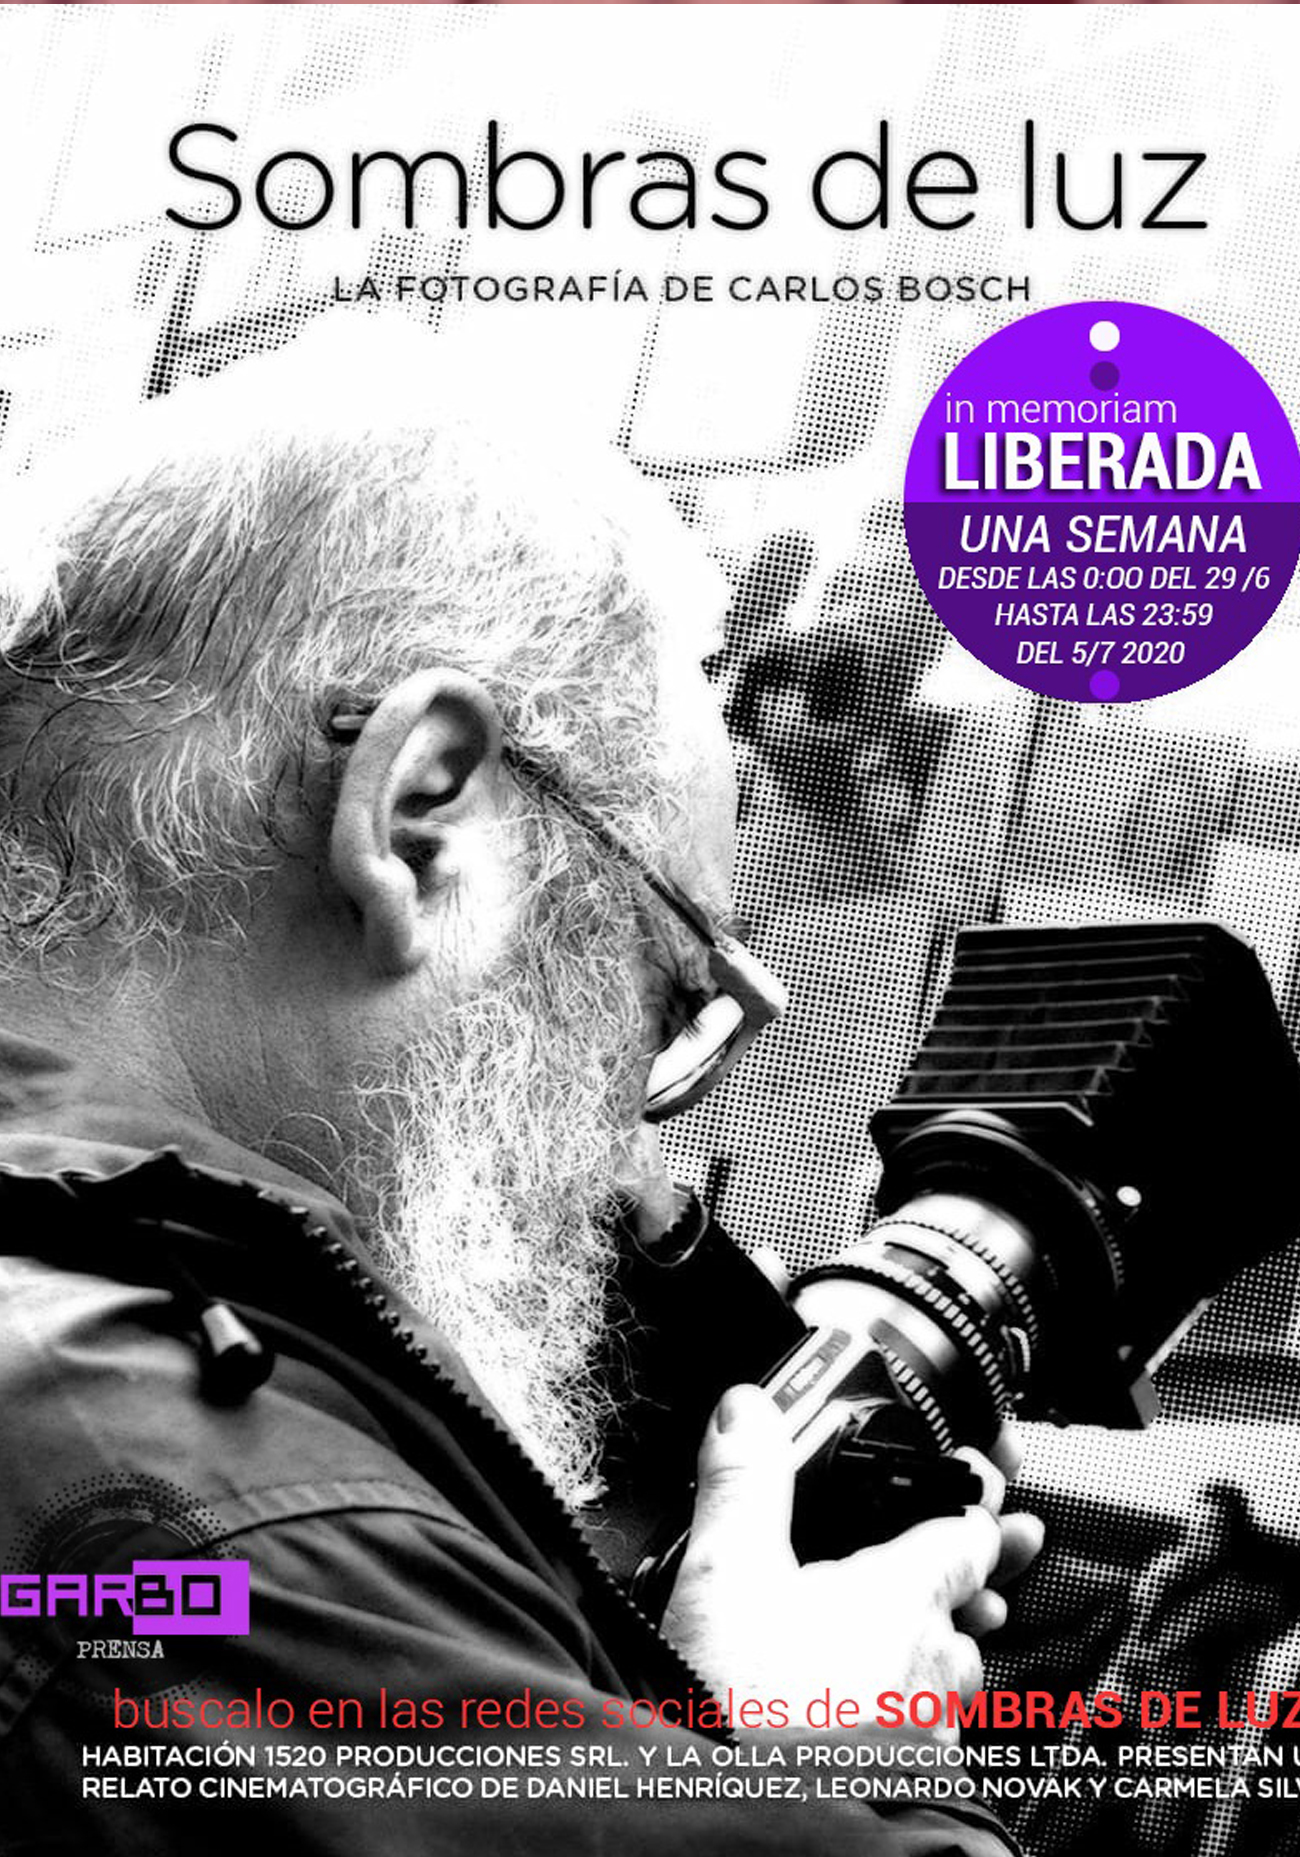 Sombras de luz
LA FOTOGRAFÍA DE CARLOS BOSCH
in memoriam
LIBERADA
UNA SEMANA
DESDE LAS 0:00 DEL 29 /6
HASTA LAS 23:59
DEL 5/7 2020
GARBO
PRENSA
buscalo en las redes sociales de SOMBRAS DE LUZ
HABITACIÓN 1520 PRODUCCIONES SRL. Y LA OLLA PRODUCCIONES LTDA. PRESENTAN U
RELATO CINEMATOGRÁFICO DE DANIEL HENRÍQUEZ, LEONARDO NOVAK Y CARMELA SIL